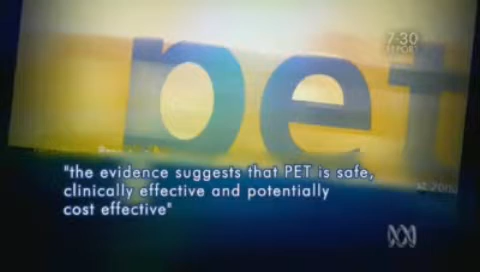 7·30
REPORT
pet
"the evidence suggests that PET is safe,
clinically effective and potentially
cost effective"